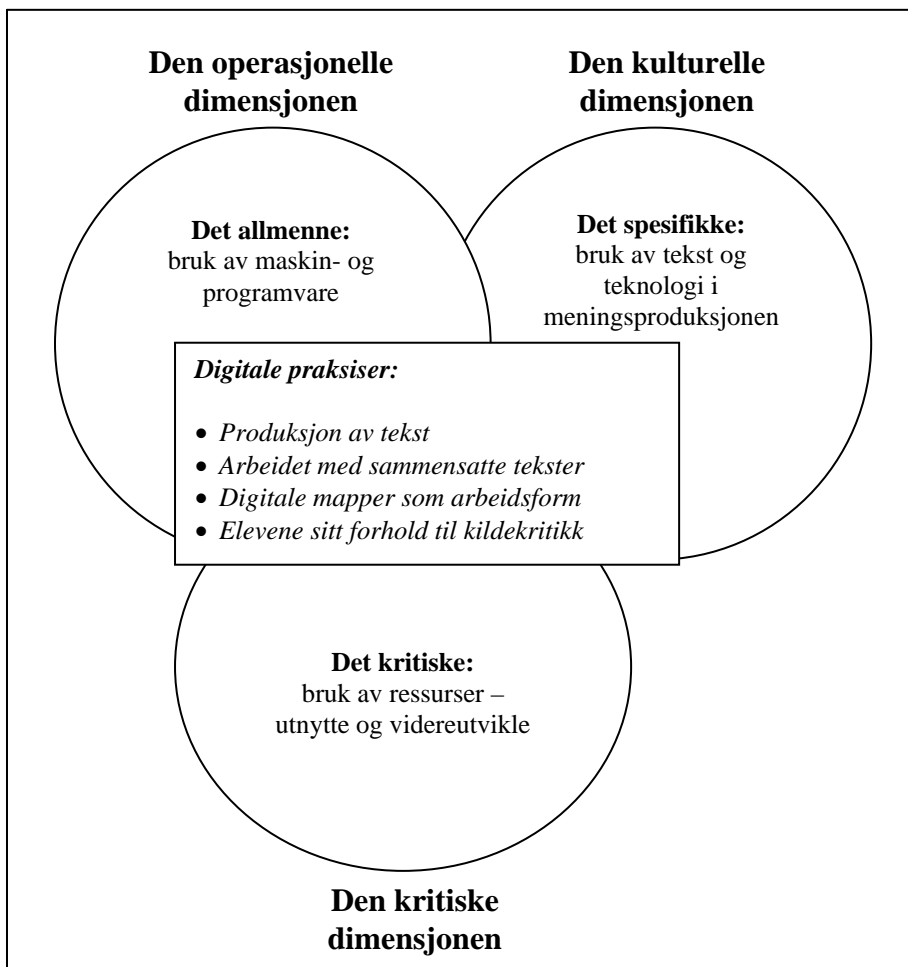 Den operasjonelle
dimensjonen
Den kulturelle
dimensjonen
Det allmenne:
bruk av maskin- og
programvare
Det spesifikke:
bruk av tekst og
teknologi i
meningsproduksjonen
Digitale praksiser:
• Produksjon av tekst
• Arbeidet med sammensatte tekster
• Digitale mapper som arbeidsform
• Elevene sitt forhold til kildekritikk
Det kritiske:
bruk av ressurser –
utnytte og videreutvikle
Den kritiske
dimensjonen